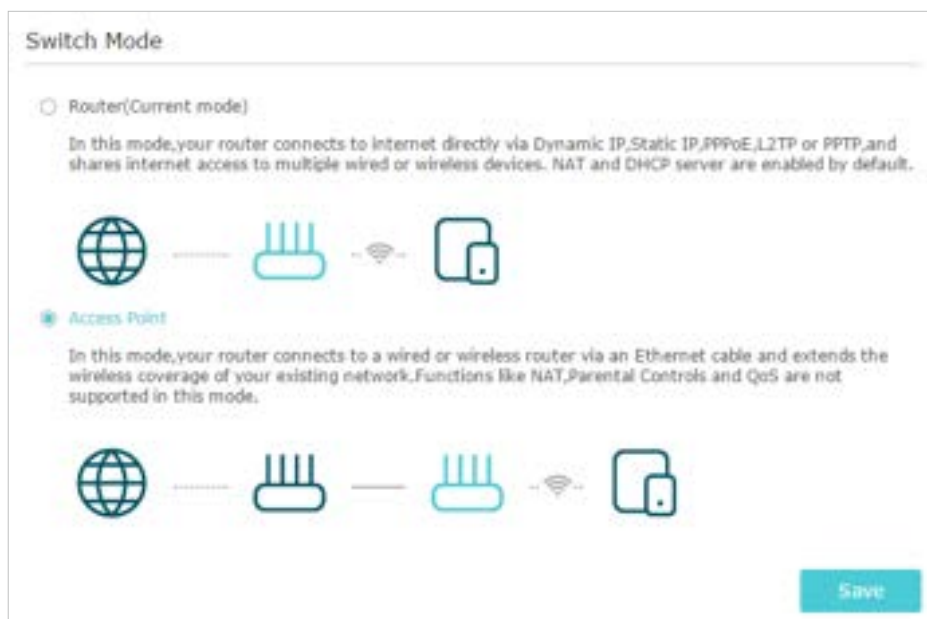 Switch Mode
Router(Current mode)
In this mode,your router connects to internet directly via Dynamic IP,Static IP,PPPoE,L2TP or PPTP,and
shares internet access to multiple wired or wireless devices. NAT and DHCP server are enabled by default.
Access Point
In this mode,your router connects to a wired or wireless router via an Ethernet cable and extends the
wireless coverage of your existing network.Functions like NAT,Parental Controls and QoS are not
supported in this mode.
Save